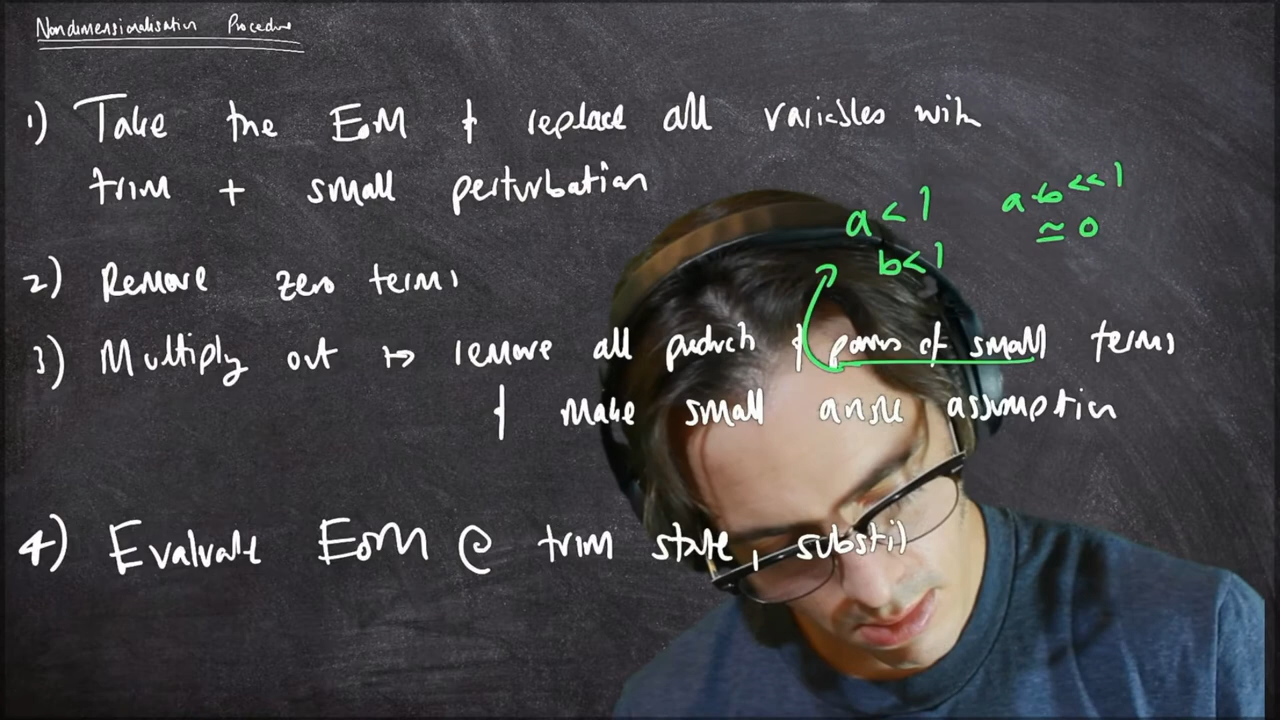 Nondimensionalisation Procedure
1) Take the EoM & replace all variables with
trim + small perturbation
a < 1 a·b << 1
b < 1 ≃ 0
2) Remove zero terms
3) Multiply out ↦ remove all products & powers of small terms
& make small angle assumption
4) Evaluate EoM @ trim state, substi